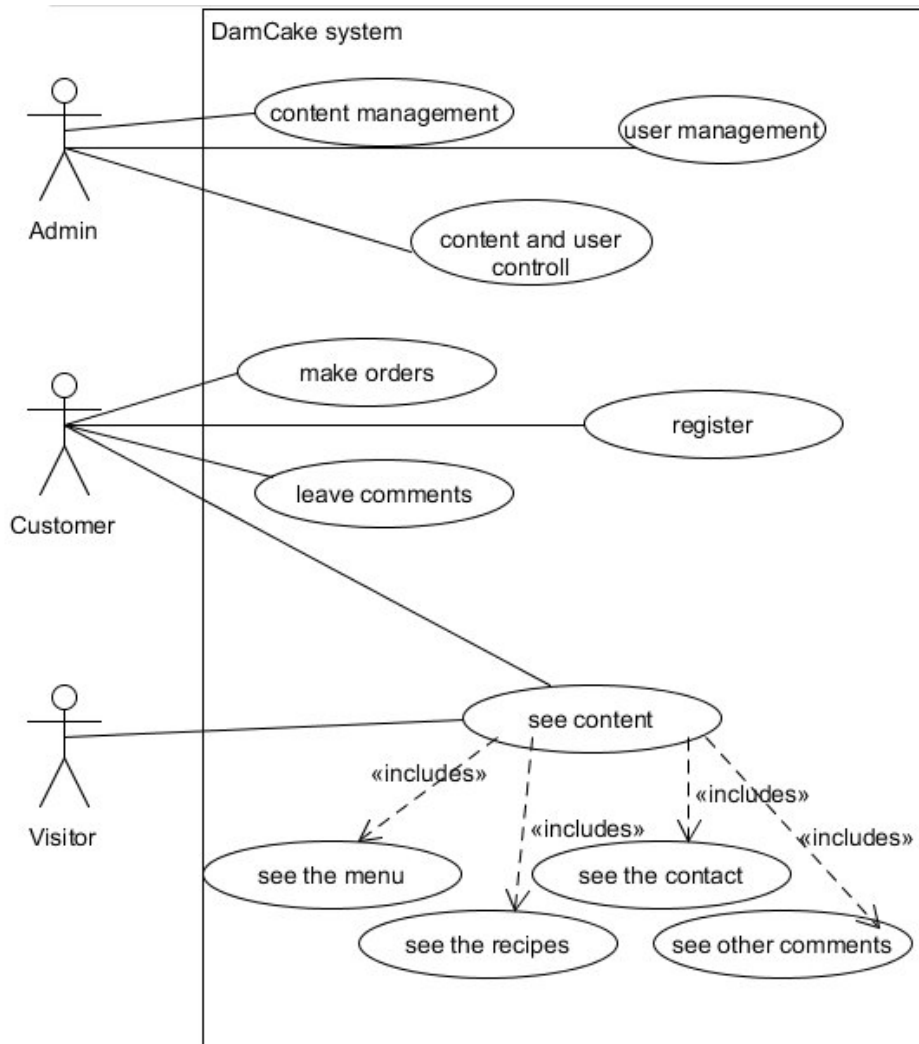 DamCake system
content management
user management
Admin
content and user
controll
make orders
register
leave comments
Customer
see content
«includes»
«includes»
«includes»
«includes»
Visitor
see the menu
see the contact
see the recipes
see other comments